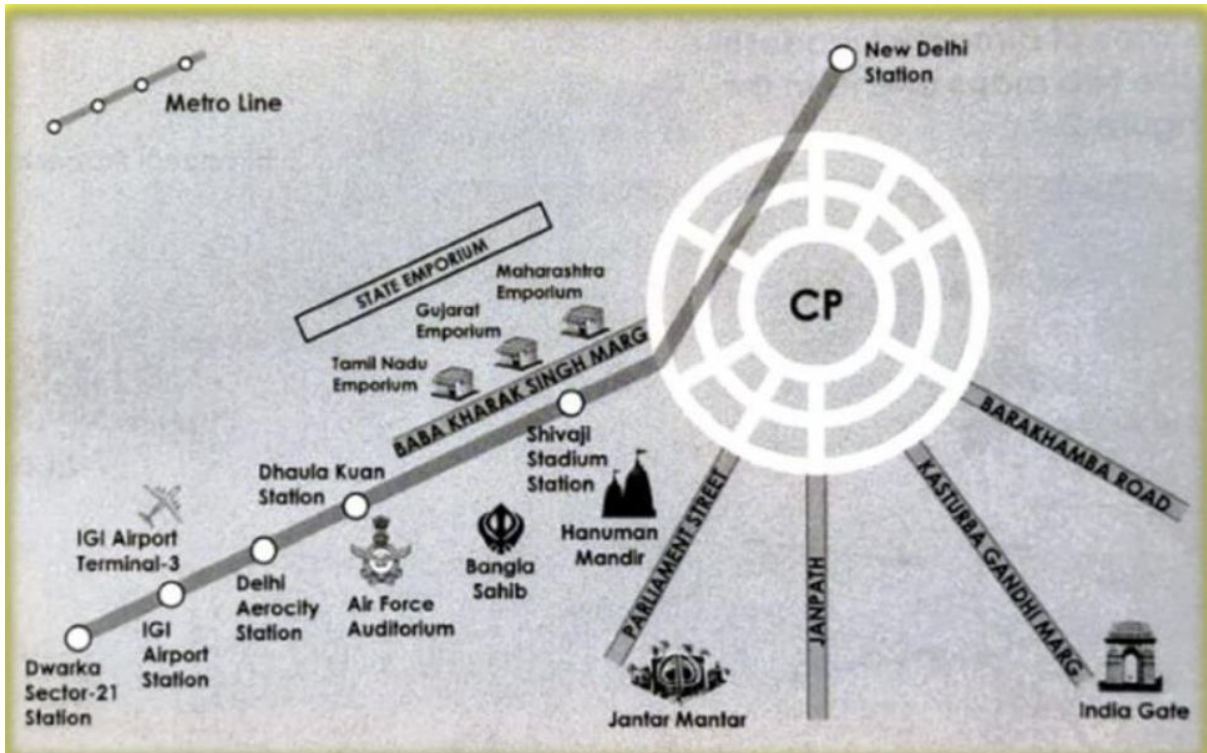 New Delhi
Station
Metro Line
STATE EMPORIUM
Maharashtra
Emporium
Gujarat
Emporium
Tamil Nadu
Emporium
CP
BABA KHARAK SINGH MARG
Shivaji
Stadium
Station
Dhaula Kuan
Station
IGI Airport
Terminal-3
Hanuman
Mandir
Bangla
Sahib
Air Force
Auditorium
Delhi
Aerocity
Station
IGI
Airport
Station
Dwarka
Sector-21
Station
PARLIAMENT STREET
JANPATH
KASTURBA GANDHI MARG
BARAKHAMBA ROAD
Jantar Mantar
India Gate